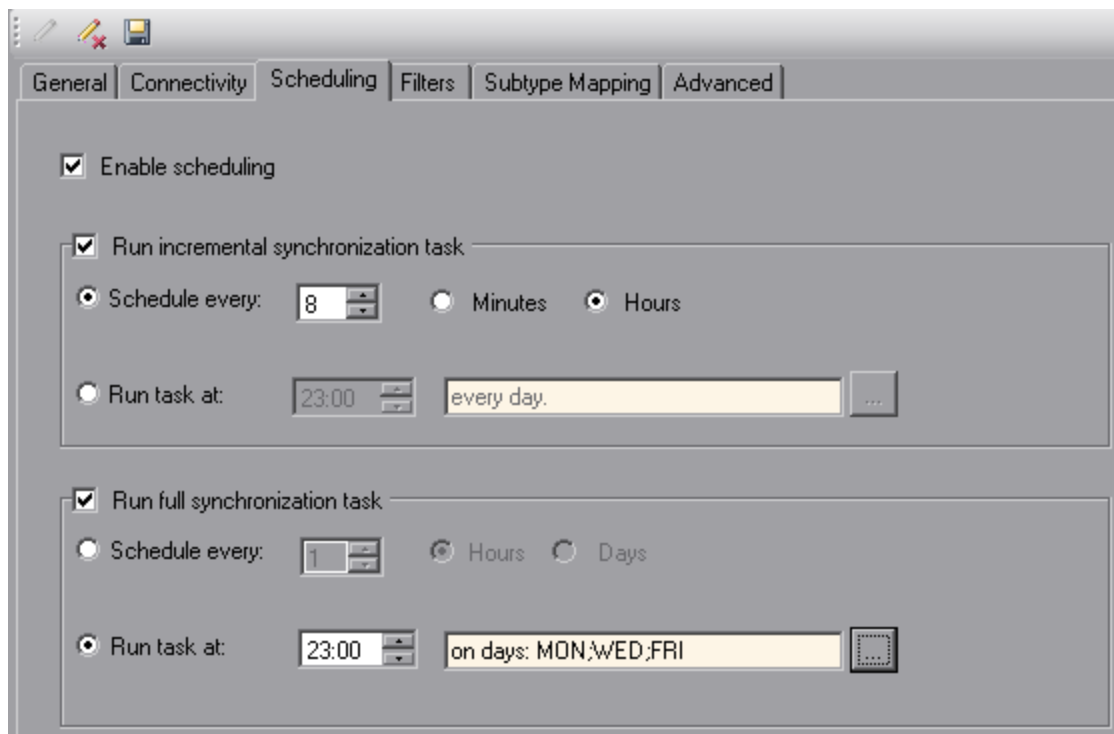 General Connectivity Scheduling Filters Subtype Mapping Advanced
Enable scheduling
Run incremental synchronization task
Schedule every: 8 Minutes Hours
Run task at: 23:00 every day. ...
Run full synchronization task
Schedule every: 1 Hours Days
Run task at: 23:00 on days: MON;WED;FRI ...